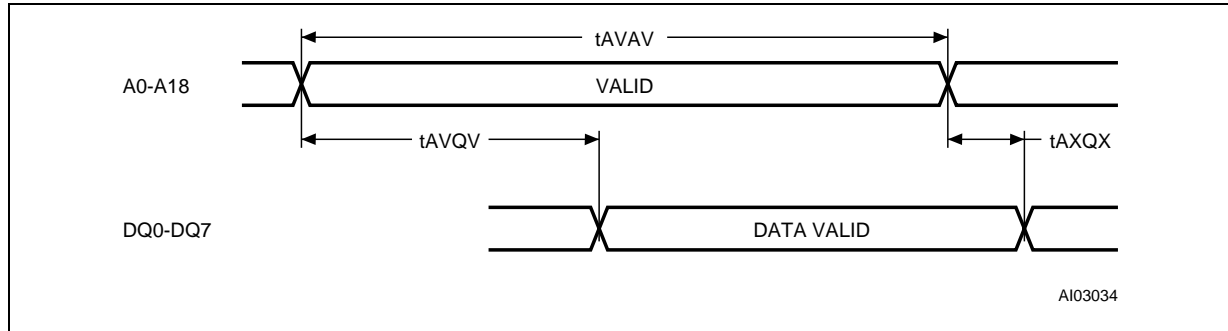 tAVAV
A0-A18
VALID
tAVQV
tAXQX
DQ0-DQ7
DATA VALID
AI03034